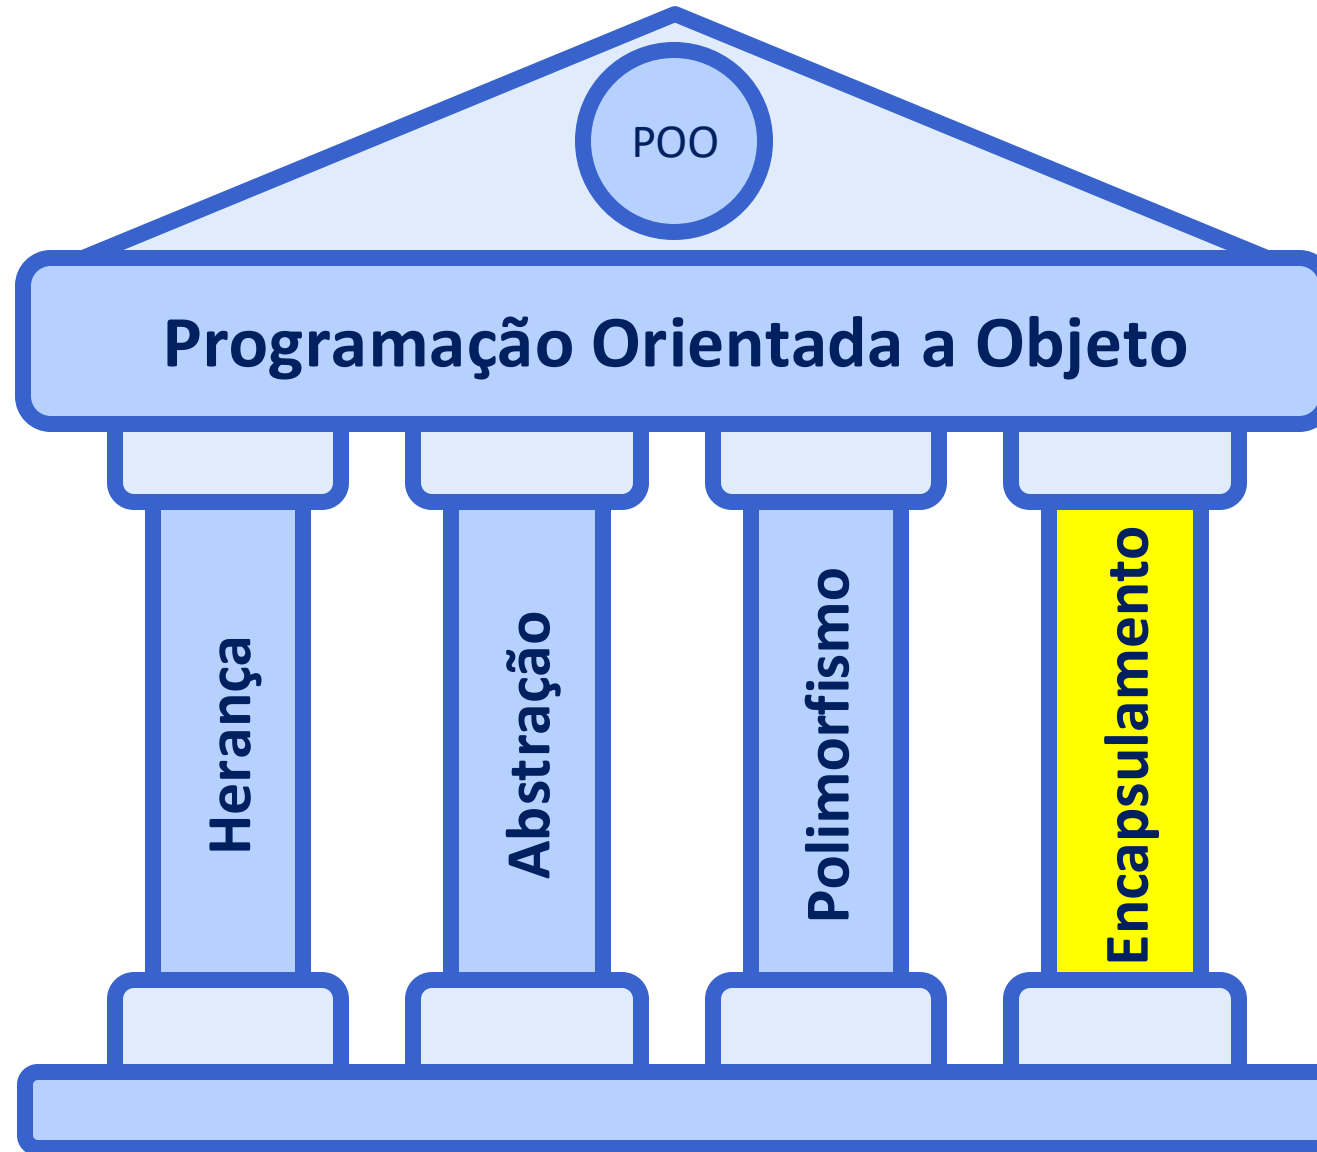 POO
Programação Orientada a Objeto
Herança
Abstração
Polimorfismo
Encapsulamento